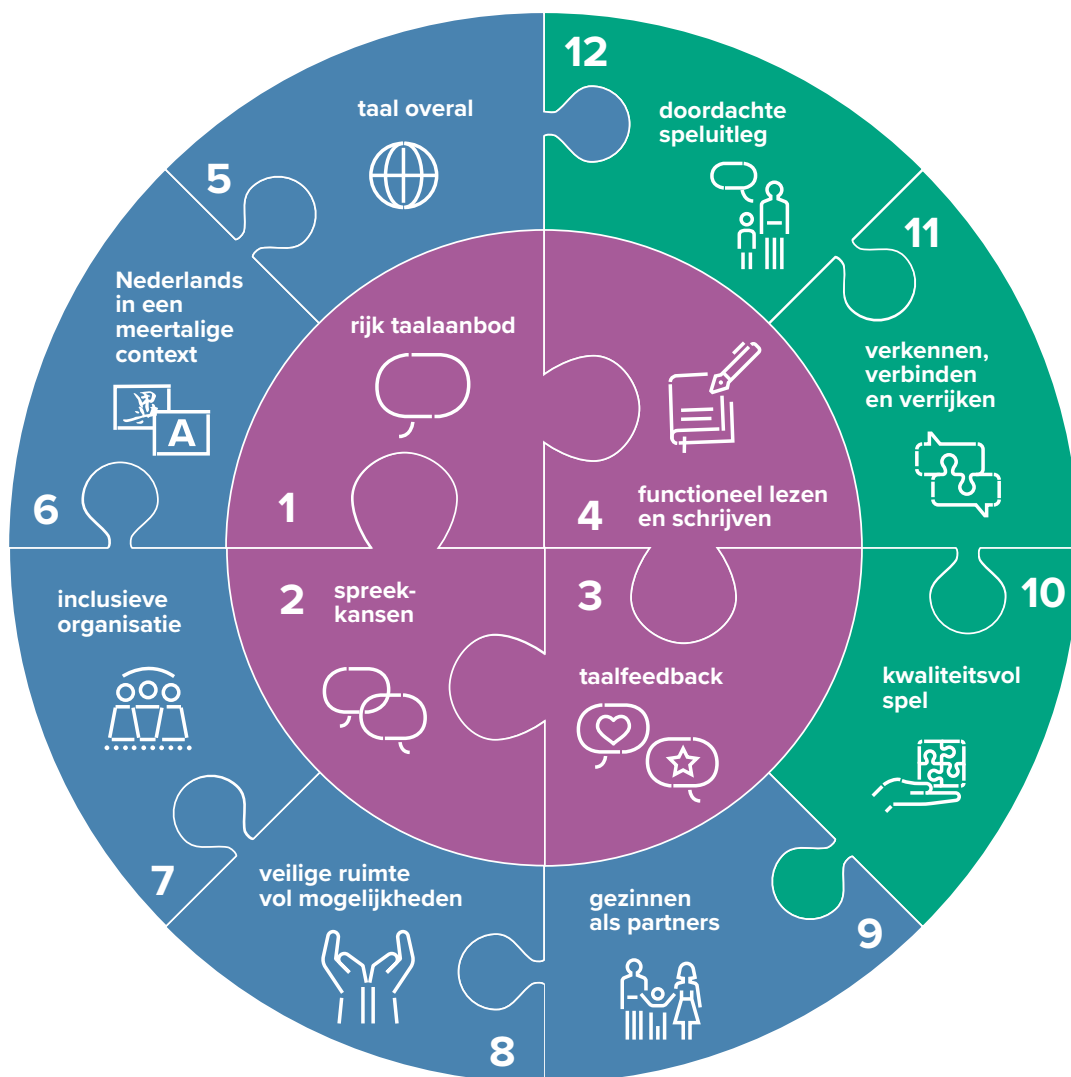 1
rijk taalaanbod
2
spreek-
kansen
3
taalfeedback
4
functioneel lezen
en schrijven
5
taal overal
6
Nederlands
in een
meertalige
context
A
7
inclusieve
organisatie
8
veilige ruimte
vol mogelijkheden
9
gezinnen
als partners
10
kwaliteitsvol
spel
11
verkennen,
verbinden
en verrijken
12
doordachte
speluitleg